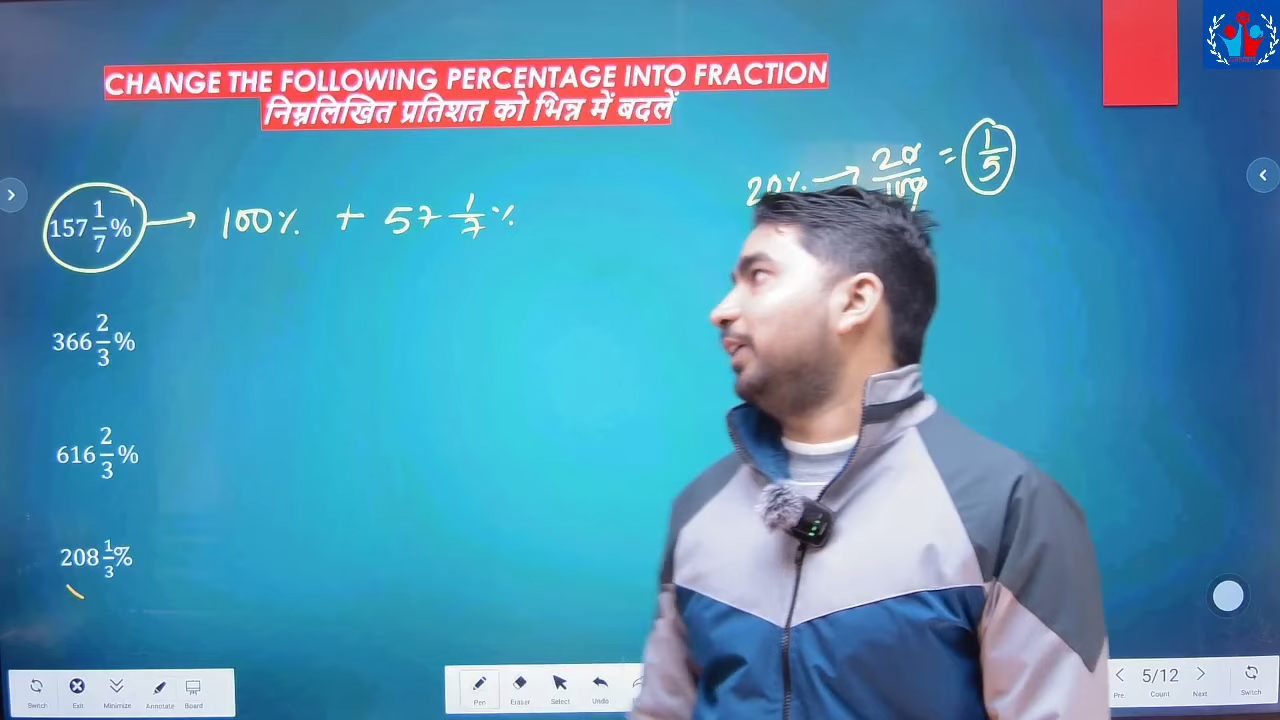 CHANGE THE FOLLOWING PERCENTAGE INTO FRACTION
निम्नलिखित प्रतिशत को भिन्न में बदलें
20% → 20/100 = 1/5
157 1/7 % → 100% + 57 1/7 %
366 2/3 %
616 2/3 %
208 1/3 %
Switch Exit Minimize Annotate Board
Pen Eraser Select Undo
Pre. 5/12 Count Next Switch